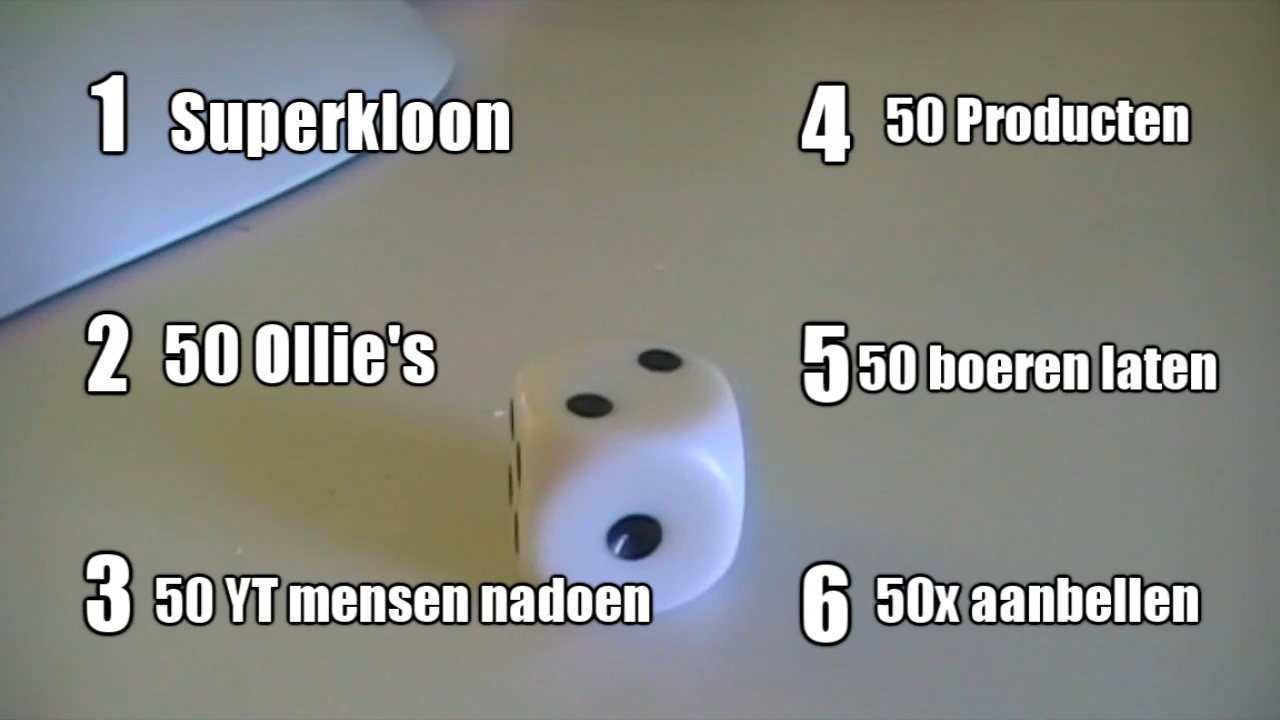 1 Superkloon
2 50 Ollie's
3 50 YT mensen nadoen
4 50 Producten
5 50 boeren laten
6 50x aanbellen